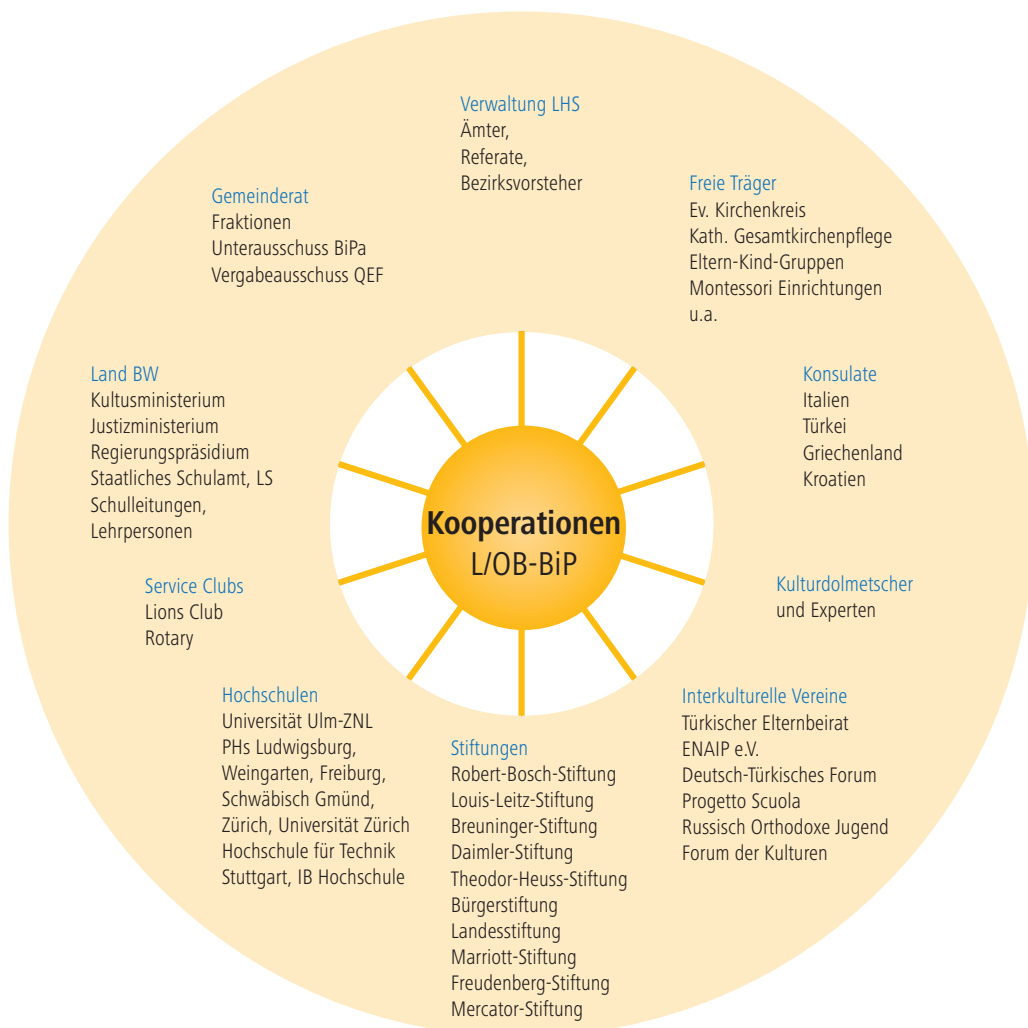 Verwaltung LHS
Ämter,
Referate,
Bezirksvorsteher
Freie Träger
Ev. Kirchenkreis
Kath. Gesamtkirchenpflege
Eltern-Kind-Gruppen
Montessori Einrichtungen
u.a.
Konsulate
Italien
Türkei
Griechenland
Kroatien
Kulturdolmetscher
und Experten
Interkulturelle Vereine
Türkischer Elternbeirat
ENAIP e.V.
Deutsch-Türkisches Forum
Progetto Scuola
Russisch Orthodoxe Jugend
Forum der Kulturen
Stiftungen
Robert-Bosch-Stiftung
Louis-Leitz-Stiftung
Breuninger-Stiftung
Daimler-Stiftung
Theodor-Heuss-Stiftung
Bürgerstiftung
Landesstiftung
Marriott-Stiftung
Freudenberg-Stiftung
Mercator-Stiftung
Hochschulen
Universität Ulm-ZNL
PHs Ludwigsburg,
Weingarten, Freiburg,
Schwäbisch Gmünd,
Zürich, Universität Zürich
Hochschule für Technik
Stuttgart, IB Hochschule
Service Clubs
Lions Club
Rotary
Land BW
Kultusministerium
Justizministerium
Regierungspräsidium
Staatliches Schulamt, LS
Schulleitungen,
Lehrpersonen
Gemeinderat
Fraktionen
Unterausschuss BiPa
Vergabeausschuss QEF
Kooperationen
L/OB-BiP